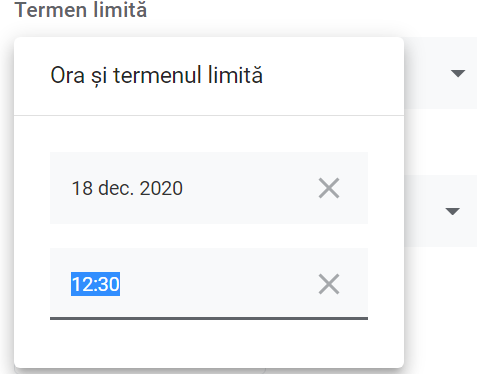 Termen limită
Ora și termenul limită
18 dec. 2020
12:30